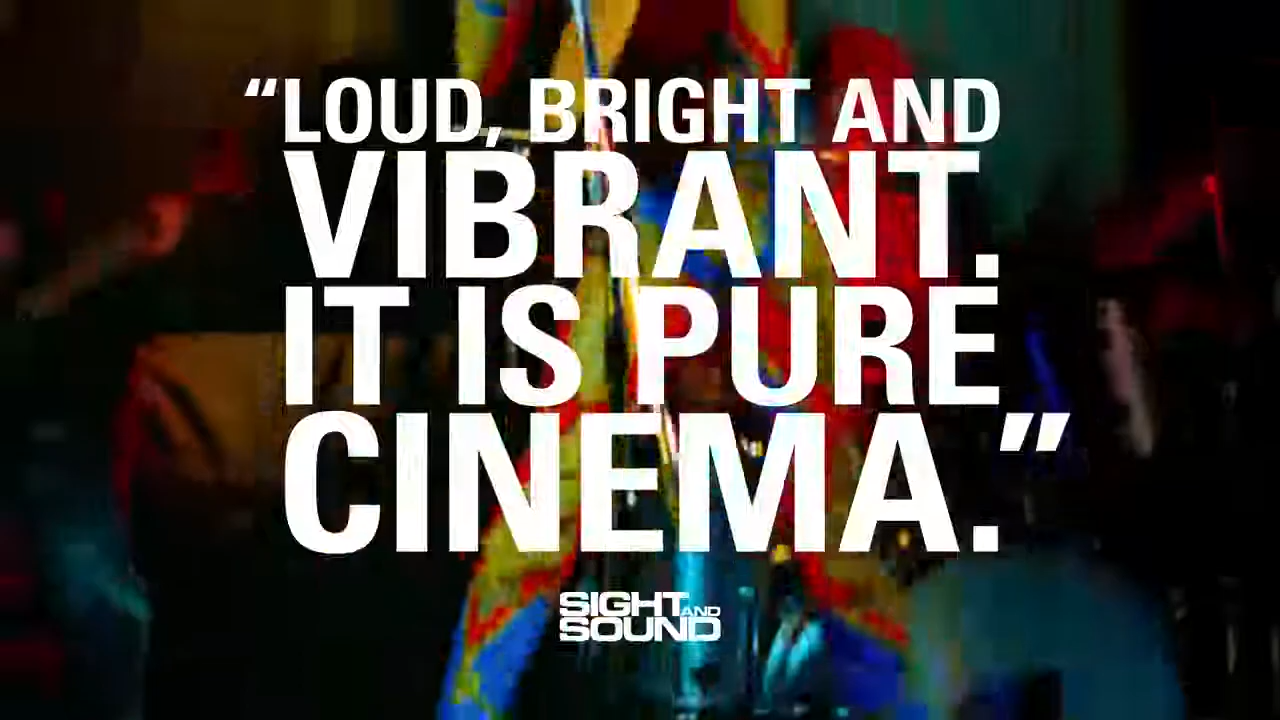 “LOUD, BRIGHT AND
VIBRANT.
IT IS PURE
CINEMA.”
SIGHT AND
SOUND